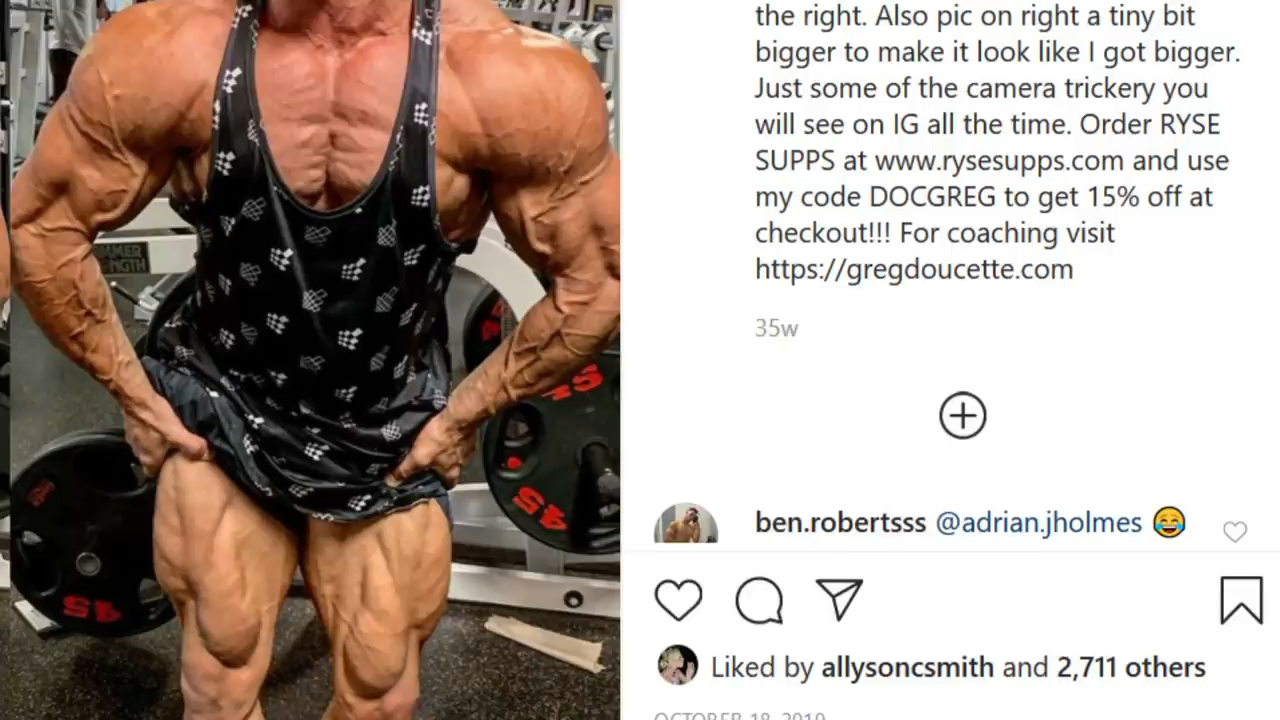 the right. Also pic on right a tiny bit
bigger to make it look like I got bigger.
Just some of the camera trickery you
will see on IG all the time. Order RYSE
SUPPS at www.rysesupps.com and use
my code DOCGREG to get 15% off at
checkout!!! For coaching visit
https://gregdoucette.com
35w
ben.robertsss @adrian.jholmes 😂
Liked by allysoncsmith and 2,711 others
OCTOBER 18, 2019
45
45
45